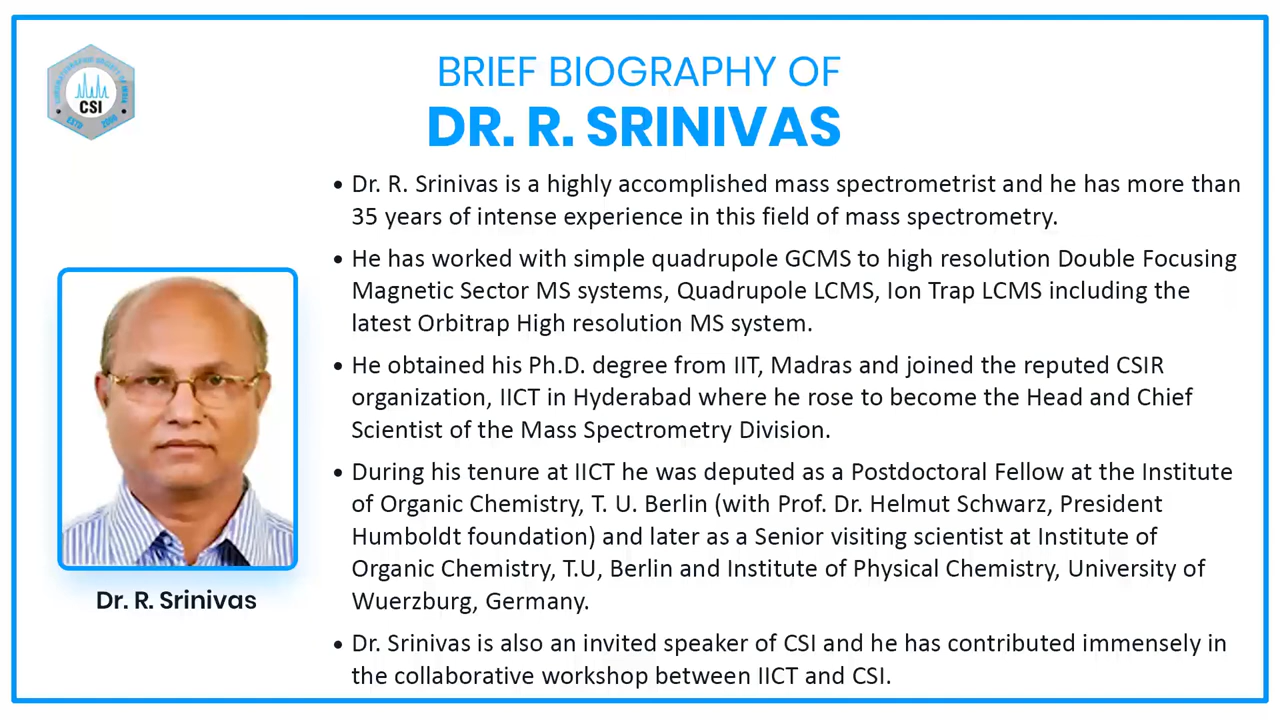 CHROMATOGRAPHIC SOCIETY OF INDIA
CSI
ESTD
BRIEF BIOGRAPHY OF
DR. R. SRINIVAS
• Dr. R. Srinivas is a highly accomplished mass spectrometrist and he has more than
35 years of intense experience in this field of mass spectrometry.
• He has worked with simple quadrupole GCMS to high resolution Double Focusing
Magnetic Sector MS systems, Quadrupole LCMS, Ion Trap LCMS including the
latest Orbitrap High resolution MS system.
• He obtained his Ph.D. degree from IIT, Madras and joined the reputed CSIR
organization, IICT in Hyderabad where he rose to become the Head and Chief
Scientist of the Mass Spectrometry Division.
• During his tenure at IICT he was deputed as a Postdoctoral Fellow at the Institute
of Organic Chemistry, T. U. Berlin (with Prof. Dr. Helmut Schwarz, President
Humboldt foundation) and later as a Senior visiting scientist at Institute of
Organic Chemistry, T.U, Berlin and Institute of Physical Chemistry, University of
Wuerzburg, Germany.
• Dr. Srinivas is also an invited speaker of CSI and he has contributed immensely in
the collaborative workshop between IICT and CSI.
Dr. R. Srinivas